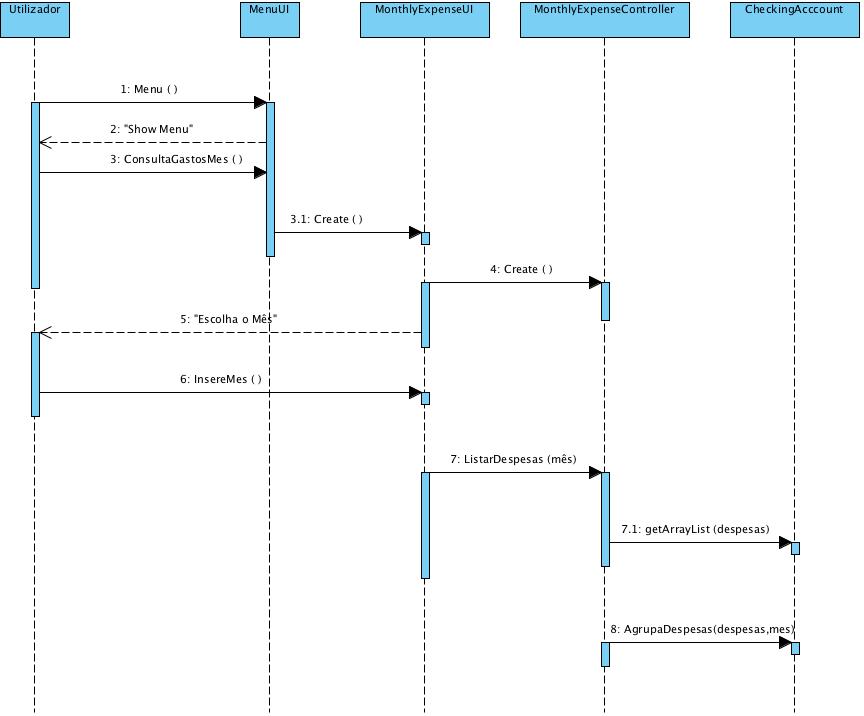 Utilizador
MenuUI
MonthlyExpenseUI
MonthlyExpenseController
CheckingAcccount
1: Menu ( )
2: "Show Menu"
3: ConsultaGastosMes ( )
3.1: Create ( )
4: Create ( )
5: "Escolha o Mês"
6: InsereMes ( )
7: ListarDespesas (mês)
7.1: getArrayList (despesas)
8: AgrupaDespesas(despesas,mes)